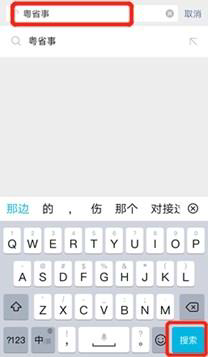 粤省事 取消
粤省事
那边 的 ， 伤 那个 对接过
Q W E R T Y U I O P
A S D F G H J K L
Z X C V B N M
?123 中 ， 。 搜索